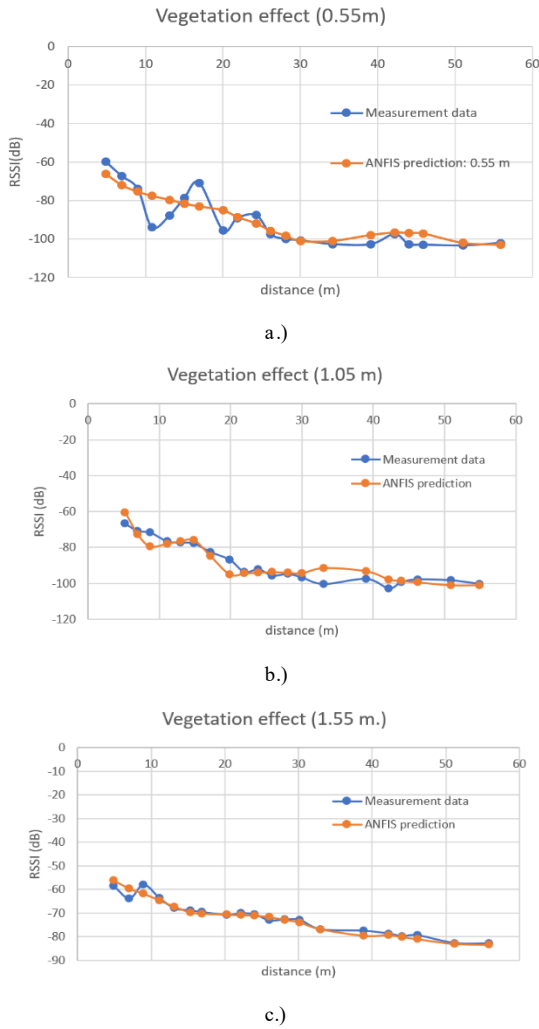 Vegetation effect (0.55m)
0
0 10 20 30 40 50 60
-20
-40
-60
-80
-100
-120
RSSI(dB)
Measurement data
ANFIS prediction: 0.55 m
distance (m)
a.)
Vegetation effect (1.05 m)
0
0 10 20 30 40 50 60
-20
-40
-60
-80
-100
-120
RSSI (dB)
Measurement data
ANFIS prediction
distance (m)
b.)
Vegetation effect (1.55 m.)
0
0 10 20 30 40 50 60
-10
-20
-30
-40
-50
-60
-70
-80
-90
RSSI (dB)
Measurement data
ANFIS prediction
distance (m)
c.)